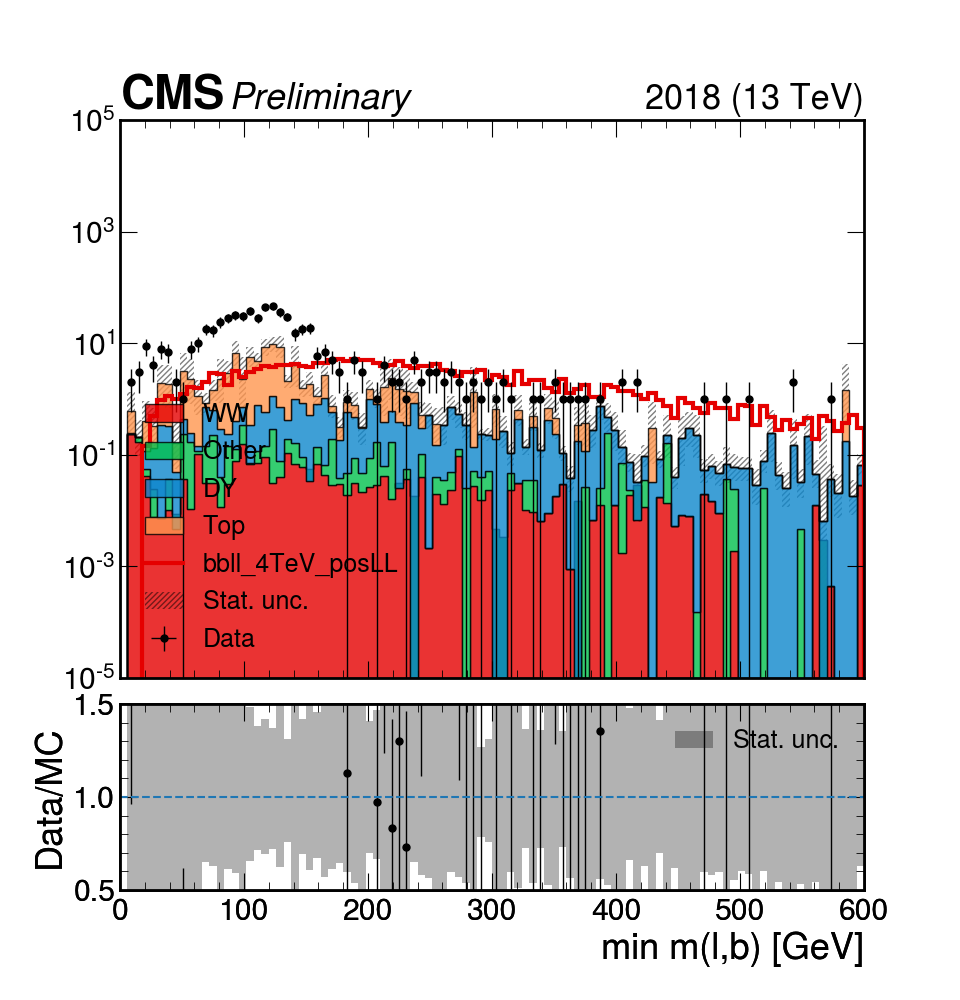 CMS Preliminary 2018 (13 TeV)
10^5
10^3
10^1
10^-1
10^-3
10^-5
WW
Other
DY
Top
bbll_4TeV_posLL
Stat. unc.
Data
1.5
1.0
0.5
Data/MC
Stat. unc.
0 100 200 300 400 500 600
min m(l,b) [GeV]